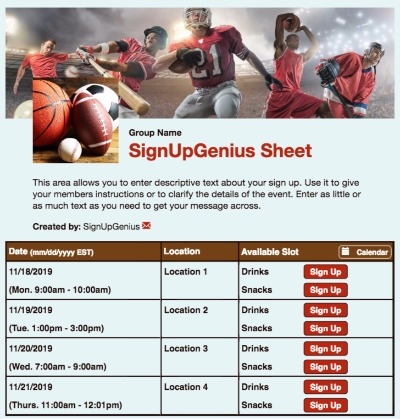 21
Group Name
SignUpGenius Sheet
This area allows you to enter descriptive text about your sign up. Use it to give
your members instructions or to clarify the details of the event. Enter as little or
as much text as you need to get your message across.
Created by: SignUpGenius
Date (mm/dd/yyyy EST) Location Available Slot Calendar
11/18/2019 Location 1 Drinks Sign Up
(Mon. 9:00am - 10:00am) Snacks Sign Up
11/19/2019 Location 2 Drinks Sign Up
(Tue. 1:00pm - 3:00pm) Snacks Sign Up
11/20/2019 Location 3 Drinks Sign Up
(Wed. 7:00am - 9:00am) Snacks Sign Up
11/21/2019 Location 4 Drinks Sign Up
(Thurs. 11:00am - 12:01pm) Snacks Sign Up